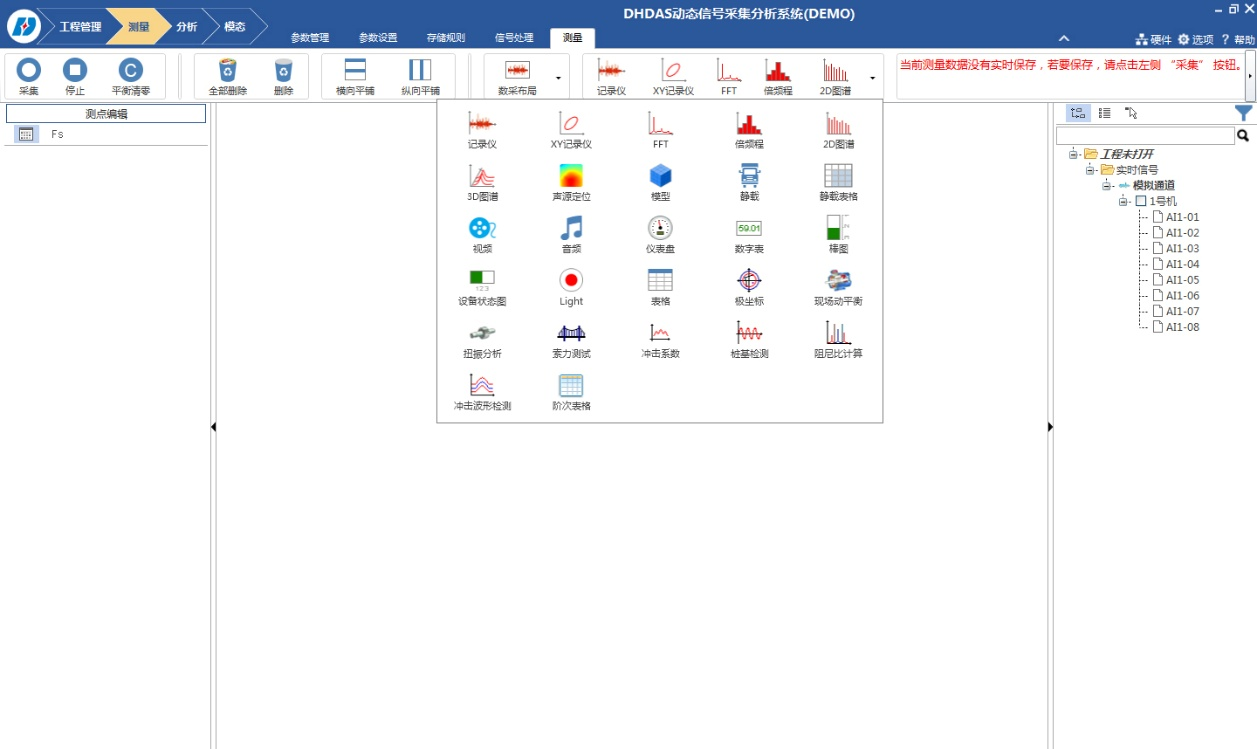 DHDAS动态信号采集分析系统(DEMO)
工程管理 测量 分析 模态
参数管理 参数设置 存储规则 信号处理 测量
硬件 选项 ? 帮助
采集 停止 平衡清零 全部删除 删除 横向平铺 纵向平铺 数采布局 记录仪 XY记录仪 FFT 倍频程 2D图谱
当前测量数据没有实时保存，若要保存，请点击左侧 “采集” 按钮。
测点编辑
Fs
记录仪 XY记录仪 FFT 倍频程 2D图谱
3D图谱 声源定位 模型 静载 静载表格
视频 音频 仪表盘 59.01 数字表 棒图
123
设备状态图 Light 表格 极坐标 现场动平衡
扭振分析 索力测试 冲击系数 桩基检测 阻尼比计算
冲击波形检测 阶次表格
工程未打开
实时信号
模拟通道
1号机
AI1-01
AI1-02
AI1-03
AI1-04
AI1-05
AI1-06
AI1-07
AI1-08